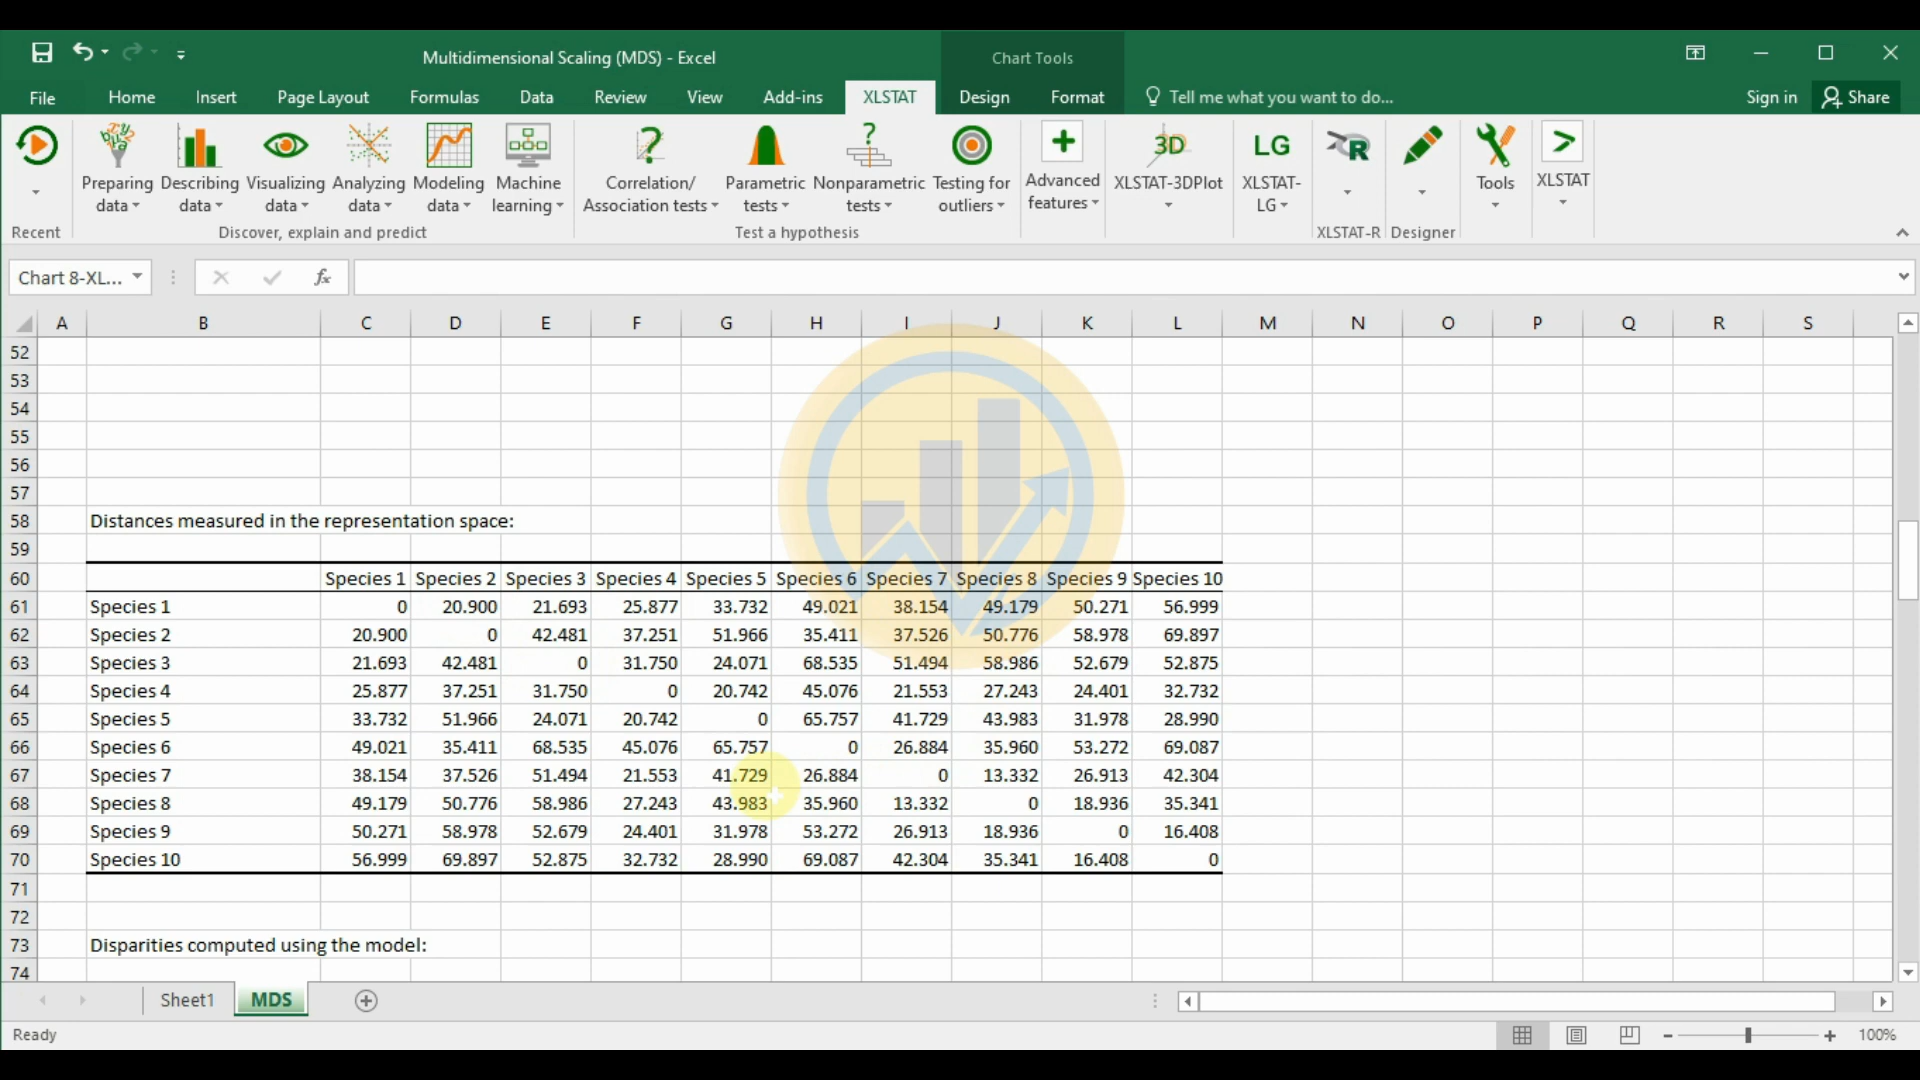 Multidimensional Scaling (MDS) - Excel
Chart Tools
File Home Insert Page Layout Formulas Data Review View Add-ins XLSTAT Design Format Tell me what you want to do... Sign in Share
Preparing data Describing data Visualizing data Analyzing data Modeling data Machine learning Correlation/ Association tests Parametric tests Nonparametric tests Testing for outliers Advanced features XLSTAT-3DPlot XLSTAT-LG Tools XLSTAT
Recent Discover, explain and predict Test a hypothesis XLSTAT-R Designer
Chart 8-XL... fx
A B C D E F G H I J K L M N O P Q R S
52
53
54
55
56
57
58 Distances measured in the representation space:
59
60 Species 1 Species 2 Species 3 Species 4 Species 5 Species 6 Species 7 Species 8 Species 9 Species 10
61 Species 1 0 20.900 21.693 25.877 33.732 49.021 38.154 49.179 50.271 56.999
62 Species 2 20.900 0 42.481 37.251 51.966 35.411 37.526 50.776 58.978 69.897
63 Species 3 21.693 42.481 0 31.750 24.071 68.535 51.494 58.986 52.679 52.875
64 Species 4 25.877 37.251 31.750 0 20.742 45.076 21.553 27.243 24.401 32.732
65 Species 5 33.732 51.966 24.071 20.742 0 65.757 41.729 43.983 31.978 28.990
66 Species 6 49.021 35.411 68.535 45.076 65.757 0 26.884 35.960 53.272 69.087
67 Species 7 38.154 37.526 51.494 21.553 41.729 26.884 0 13.332 26.913 42.304
68 Species 8 49.179 50.776 58.986 27.243 43.983 35.960 13.332 0 18.936 35.341
69 Species 9 50.271 58.978 52.679 24.401 31.978 53.272 26.913 18.936 0 16.408
70 Species 10 56.999 69.897 52.875 32.732 28.990 69.087 42.304 35.341 16.408 0
71
72
73 Disparities computed using the model:
74
Sheet1 MDS
Ready 100%